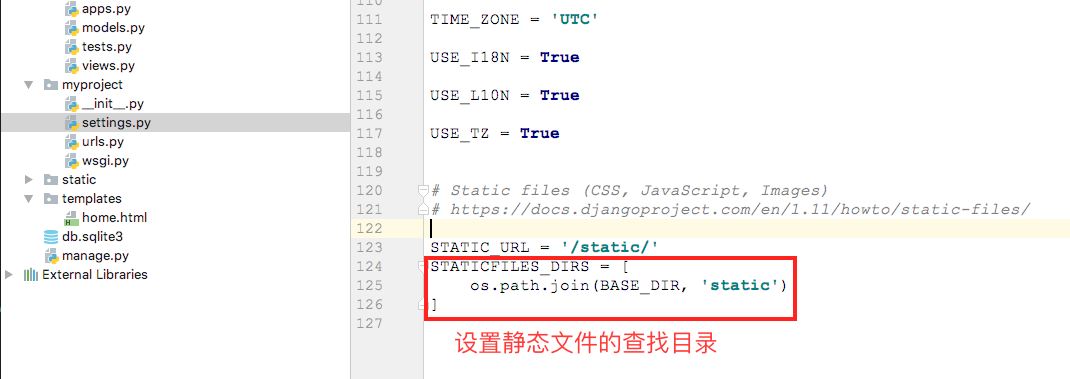 apps.py
models.py
tests.py
views.py
myproject
__init__.py
settings.py
urls.py
wsgi.py
static
templates
home.html
db.sqlite3
manage.py
External Libraries
110
111 TIME_ZONE = 'UTC'
112
113 USE_I18N = True
114
115 USE_L10N = True
116
117 USE_TZ = True
118
119
120 # Static files (CSS, JavaScript, Images)
121 # https://docs.djangoproject.com/en/1.11/howto/static-files/
122
123 STATIC_URL = '/static/'
124 STATICFILES_DIRS = [
125     os.path.join(BASE_DIR, 'static')
126 ]
127
设置静态文件的查找目录